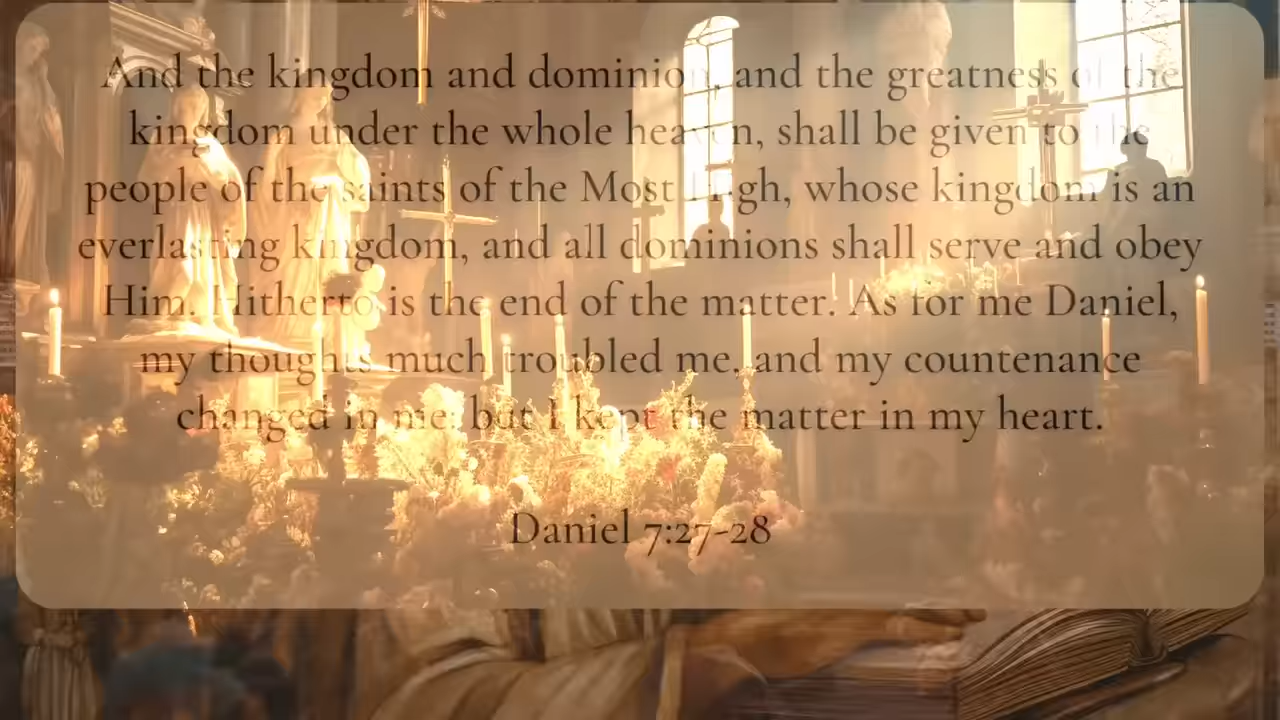 And the kingdom and dominion, and the greatness of the
kingdom under the whole heaven, shall be given to the
people of the saints of the Most High, whose kingdom is an
everlasting kingdom, and all dominions shall serve and obey
Him. Hitherto is the end of the matter. As for me Daniel,
my thoughts much troubled me, and my countenance
changed in me: but I kept the matter in my heart.
Daniel 7:27-28